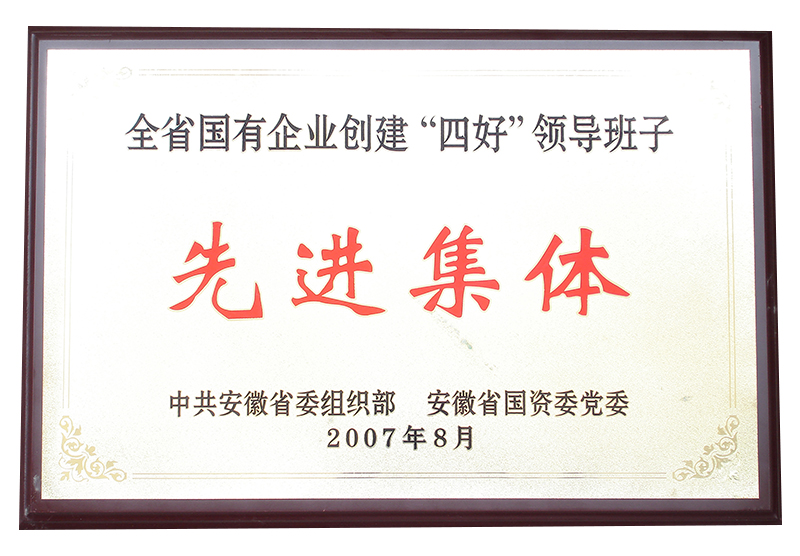 全省国有企业创建“四好”领导班子
先进集体
中共安徽省委组织部 安徽省国资委党委
2007年8月